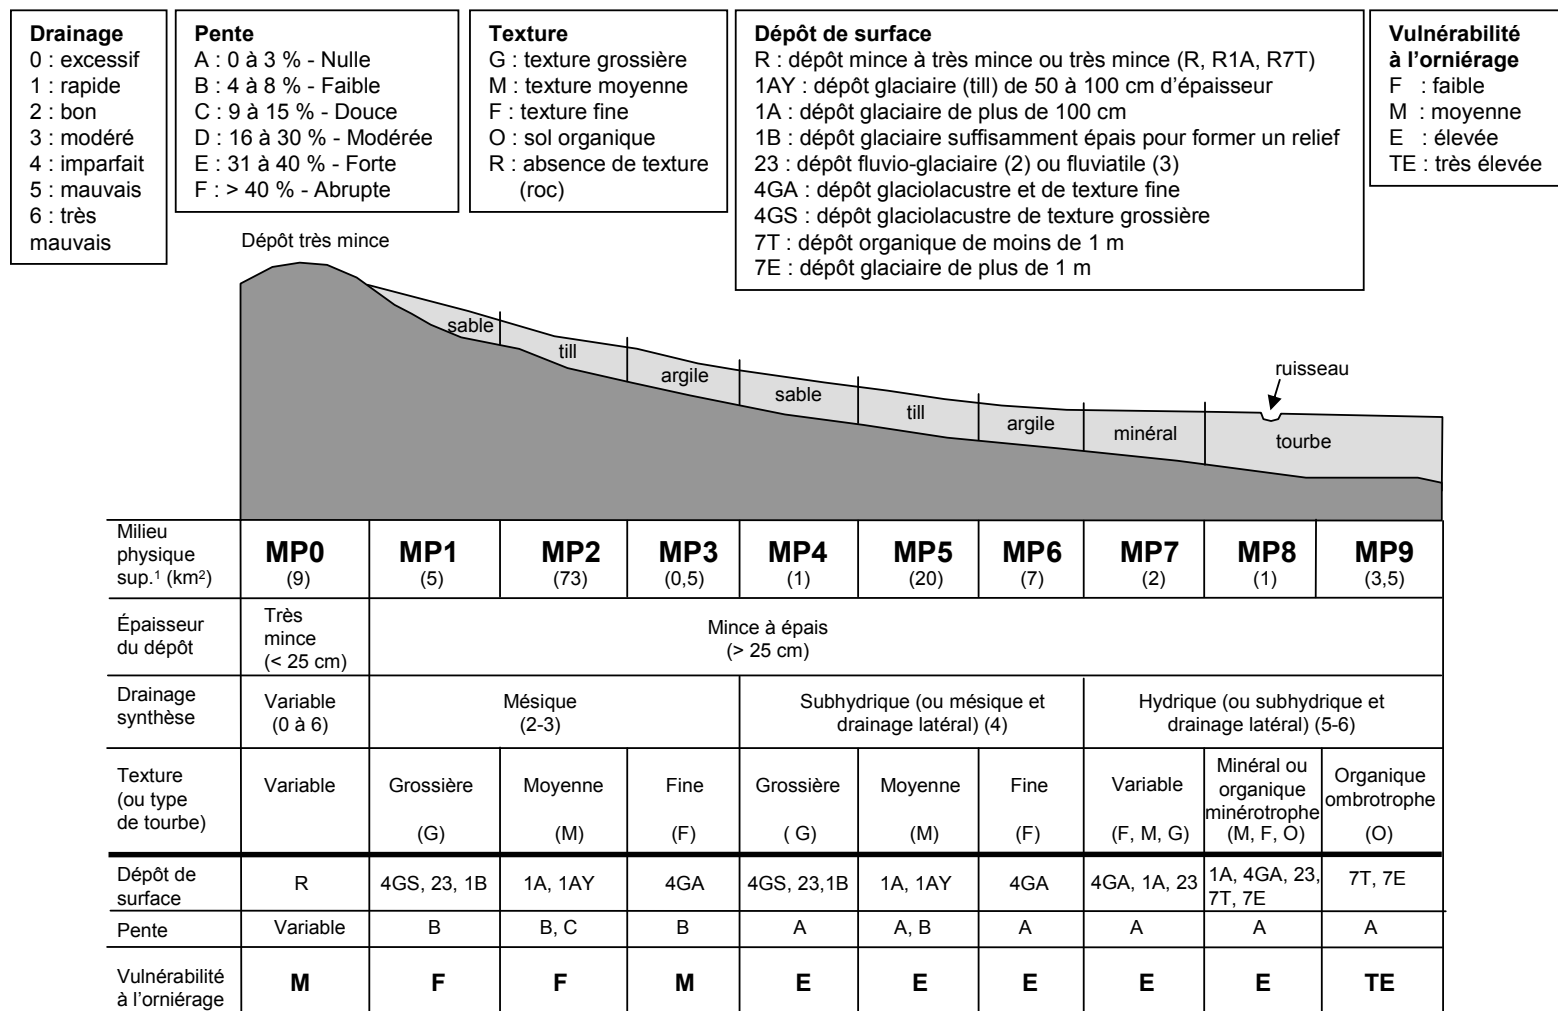 Drainage
0 : excessif
1 : rapide
2 : bon
3 : modéré
4 : imparfait
5 : mauvais
6 : très
mauvais
Pente
A : 0 à 3 % - Nulle
B : 4 à 8 % - Faible
C : 9 à 15 % - Douce
D : 16 à 30 % - Modérée
E : 31 à 40 % - Forte
F : > 40 % - Abrupte
Texture
G : texture grossière
M : texture moyenne
F : texture fine
O : sol organique
R : absence de texture
(roc)
Dépôt de surface
R : dépôt mince à très mince ou très mince (R, R1A, R7T)
1AY : dépôt glaciaire (till) de 50 à 100 cm d'épaisseur
1A : dépôt glaciaire de plus de 100 cm
1B : dépôt glaciaire suffisamment épais pour former un relief
23 : dépôt fluvio-glaciaire (2) ou fluviatile (3)
4GA : dépôt glaciolacustre et de texture fine
4GS : dépôt glaciolacustre de texture grossière
7T : dépôt organique de moins de 1 m
7E : dépôt glaciaire de plus de 1 m
Vulnérabilité
à l'orniérage
F : faible
M : moyenne
E : élevée
TE : très élevée
Dépôt très mince
sable
till
argile
sable
till
argile
minéral
tourbe
ruisseau
Milieu
physique
sup.¹ (km²)
MP0 MP1 MP2 MP3 MP4 MP5 MP6 MP7 MP8 MP9
(9) (5) (73) (0,5) (1) (20) (7) (2) (1) (3,5)
Épaisseur
du dépôt
Très
mince
(< 25 cm)
Mince à épais
(> 25 cm)
Drainage
synthèse
Variable
(0 à 6)
Mésique
(2-3)
Subhydrique (ou mésique et
drainage latéral) (4)
Hydrique (ou subhydrique et
drainage latéral) (5-6)
Texture
(ou type
de tourbe)
Variable
Grossière
(G)
Moyenne
(M)
Fine
(F)
Grossière
( G)
Moyenne
(M)
Fine
(F)
Variable
(F, M, G)
Minéral ou
organique
minérotrophe
(M, F, O)
Organique
ombrotrophe
(O)
Dépôt de
surface
R
4GS, 23, 1B
1A, 1AY
4GA
4GS, 23,1B
1A, 1AY
4GA
4GA, 1A, 23
1A, 4GA, 23,
7T, 7E
7T, 7E
Pente Variable B B, C B A A, B A A A A
Vulnérabilité
à l'orniérage
M F F M E E E E E TE